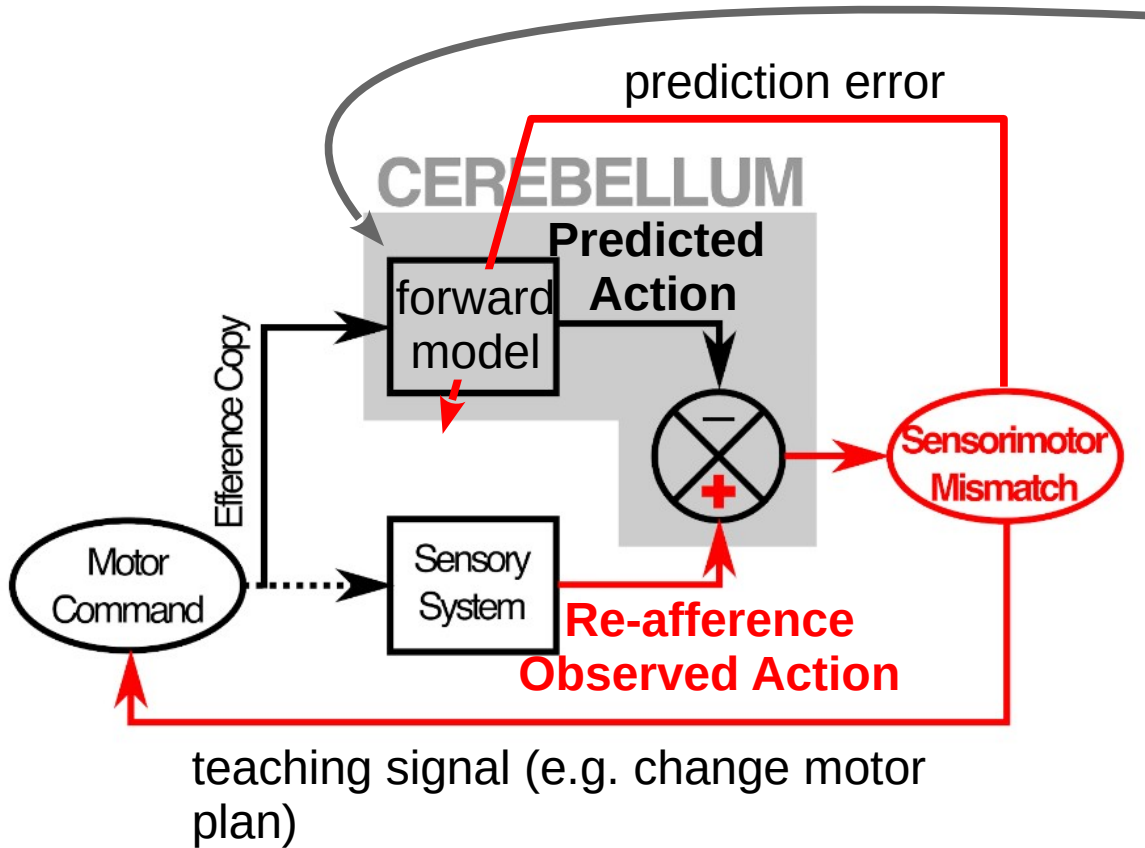 prediction error
CEREBELLUM
Predicted
Action
forward
model
Efference Copy
−
+
Sensorimotor
Mismatch
Motor
Command
Sensory
System
Re-afference
Observed Action
teaching signal (e.g. change motor
plan)